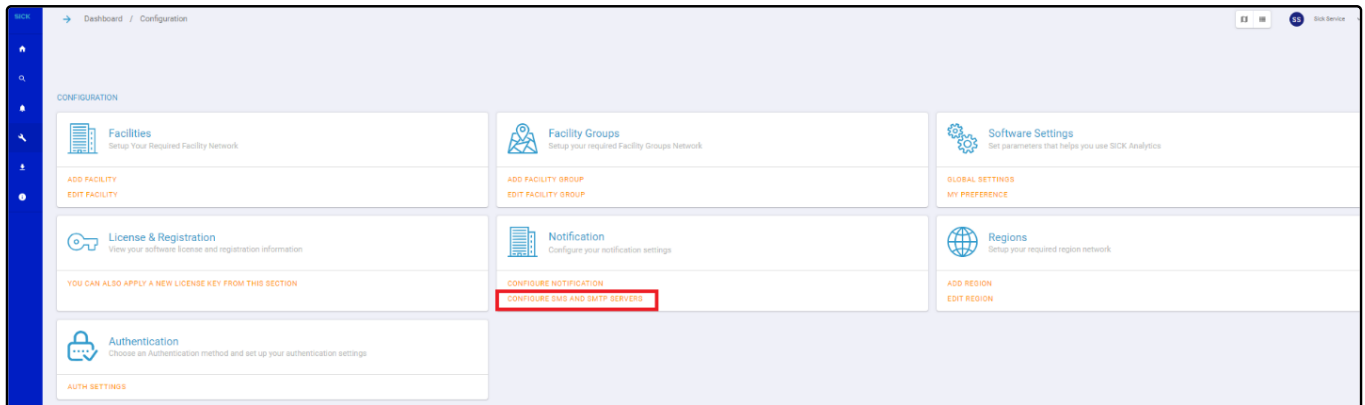 SICK
Dashboard / Configuration
SS Sick Service
CONFIGURATION
Facilities
Setup Your Required Facility Network
ADD FACILITY
EDIT FACILITY
Facility Groups
Setup your required Facility Groups Network
ADD FACILITY GROUP
EDIT FACILITY GROUP
Software Settings
Set parameters that helps you use SICK Analytics
GLOBAL SETTINGS
MY PREFERENCE
License & Registration
View your software license and registration information
YOU CAN ALSO APPLY A NEW LICENSE KEY FROM THIS SECTION
Notification
Configure your notification settings
CONFIGURE NOTIFICATION
CONFIGURE SMS AND SMTP SERVERS
Regions
Setup your required region network
ADD REGION
EDIT REGION
Authentication
Choose an Authentication method and set up your authentication settings
AUTH SETTINGS